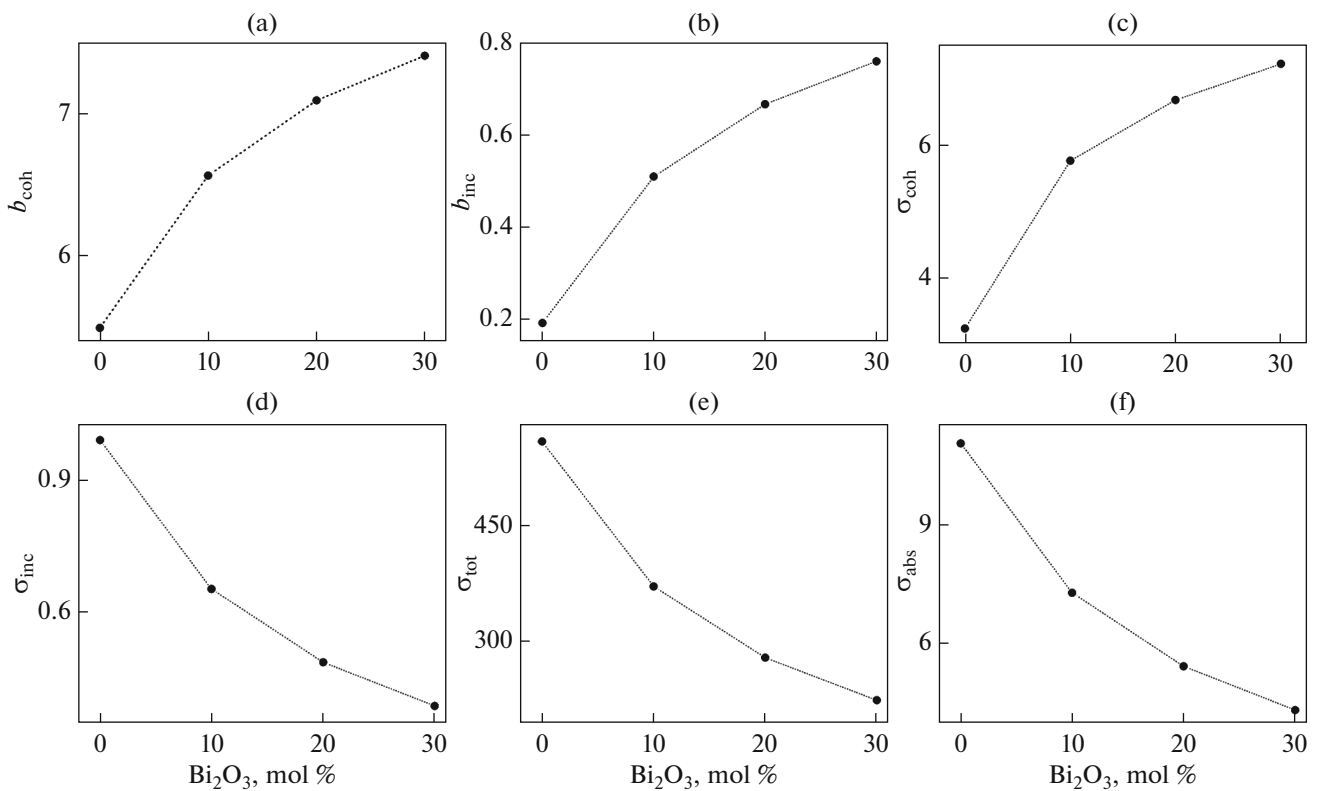 (a)
7
6
b_coh
0 10 20 30
(b)
0.8
0.6
0.4
0.2
b_inc
0 10 20 30
(c)
6
4
σ_coh
0 10 20 30
(d)
0.9
0.6
σ_inc
0 10 20 30
Bi₂O₃, mol %
(e)
450
300
σ_tot
0 10 20 30
Bi₂O₃, mol %
(f)
9
6
σ_abs
0 10 20 30
Bi₂O₃, mol %